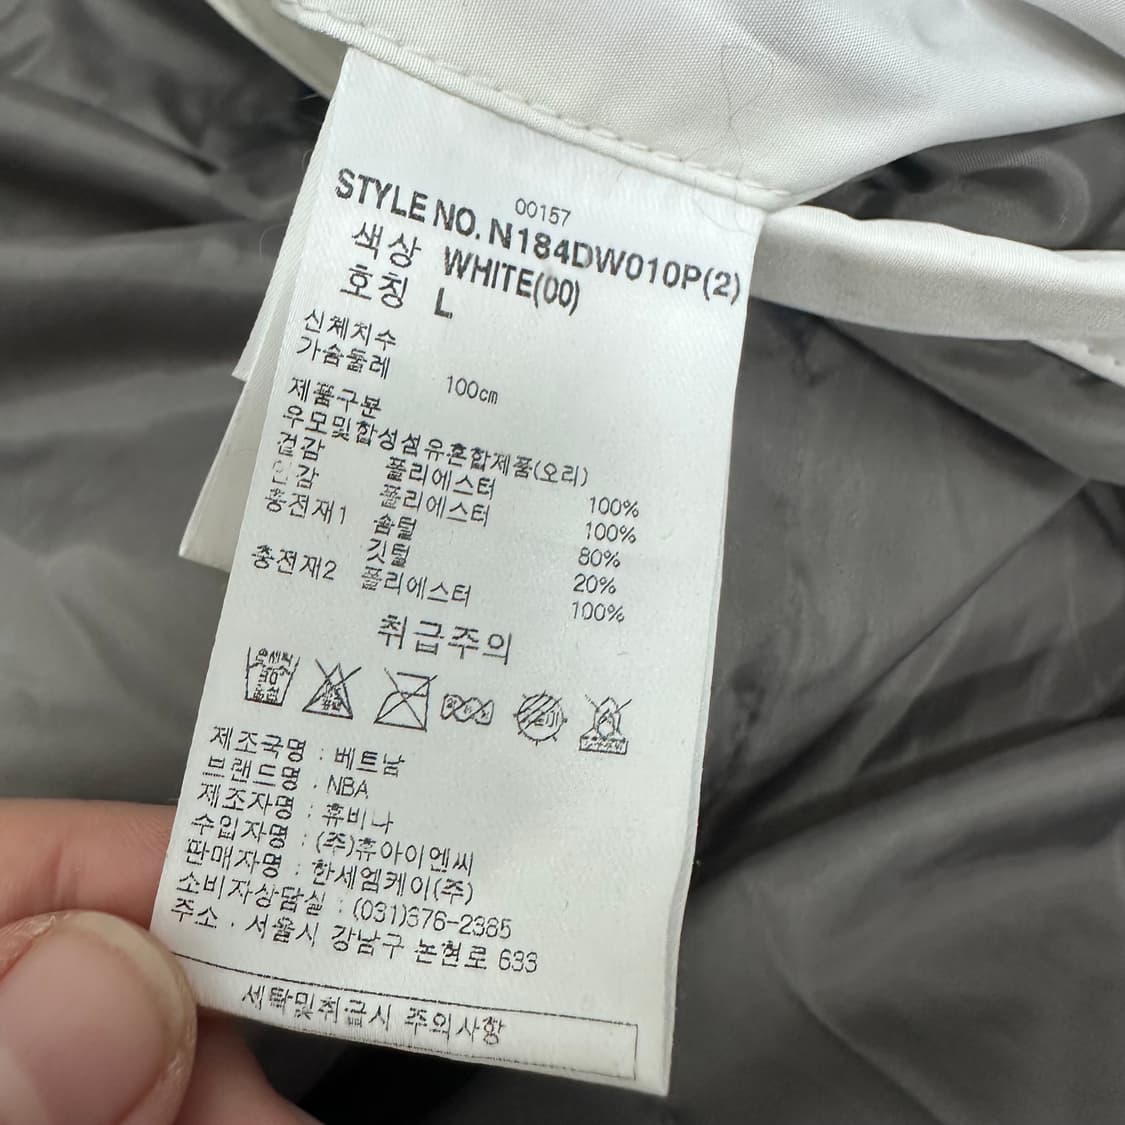 00157
STYLE NO. N184DW010P(2)
색상 WHITE(00)
호칭 L
신체치수
가슴둘레 100cm
제품구분
우모및합성섬유혼합제품(오리)
겉감 폴리에스터 100%
안감 폴리에스터 100%
충전재1 솜털 80%
깃털 20%
충전재2 폴리에스터 100%
취급주의
제조국명 : 베트남
브랜드명 : NBA
제조자명 : 휴비나
수입자명 : (주)휴아이엔씨
판매자명 : 한세엠케이(주)
소비자상담실 : (031)376-2385
주소 . 서울시 강남구 논현로 633
세탁및취급시 주의사항